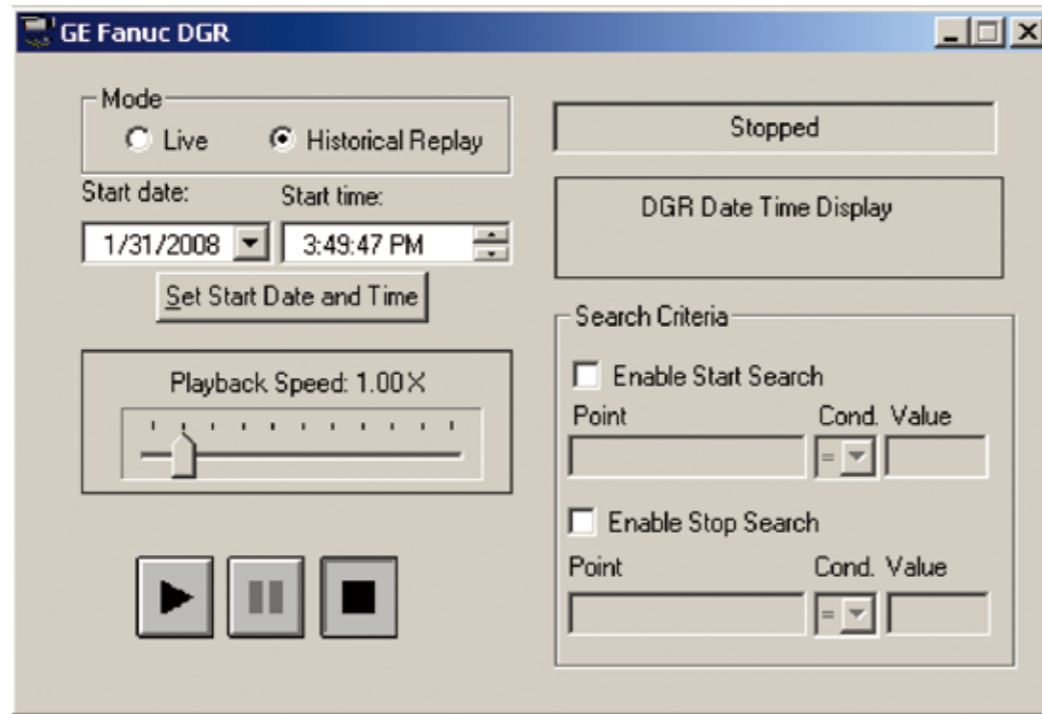 GE Fanuc DGR
Mode
Live Historical Replay
Start date: Start time:
1/31/2008 3:49:47 PM
Set Start Date and Time
Playback Speed: 1.00X
Stopped
DGR Date Time Display
Search Criteria
Enable Start Search
Point Cond. Value
=
Enable Stop Search
Point Cond. Value
=